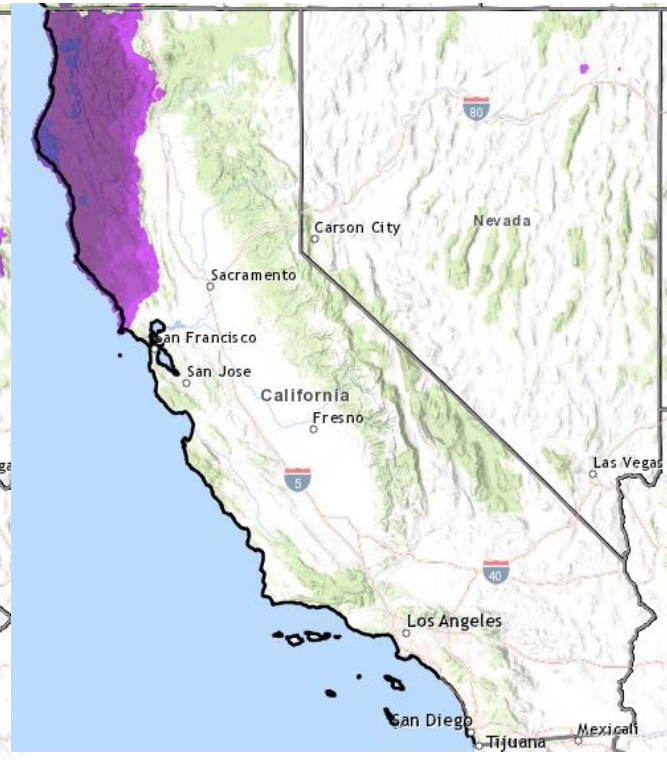 80
Carson City
Nevada
Sacramento
San Francisco
San Jose
California
Fresno
Las Vegas
5
40
Los Angeles
San Diego
Mexicali
Tijuana